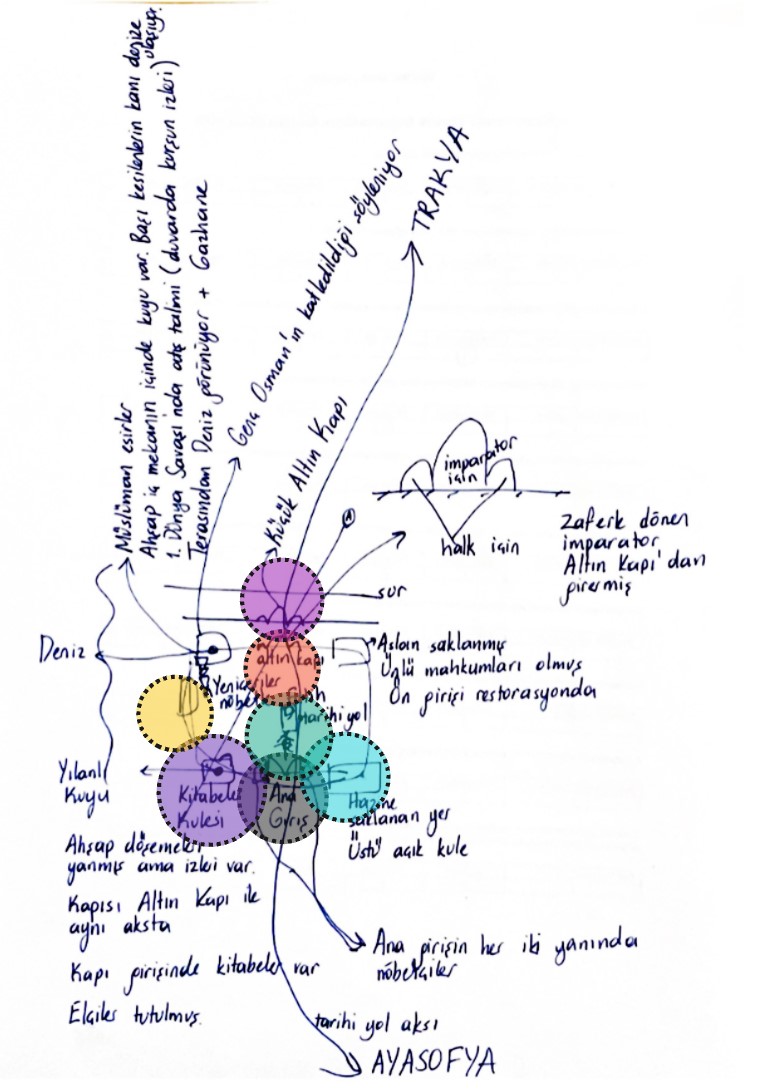 Müslüman esirler
Ahşap iç mekanın içinde kuyu var. Başı kesilenlerin kanı denize ulaşıyor.
1. Dünya Savaşı'nda atış talimi (duvarda kurşun izleri)
Terasından Deniz görünüyor + Gazhane
Genç Osman'ın katledildiği söyleniyor
Küçük Altın Kapı
TRAKYA
A
imparator
için
halk için
Zaferle dönen
imparator
Altın Kapı'dan
girermiş
sur
Deniz
altın kapı
Aslan saklanmış
Ünlü mahkumları olmuş
Ön girişi restorasyonda
tarihi yol
Yılanlı
Kuyu
Kitabeler
Kulesi
Ana
Giriş
Hazine
saklanan yer
Üstü açık kule
Ahşap döşemeler
yanmış ama izleri var.
Kapısı Altın Kapı ile
aynı aksta
Kapı girişinde kitabeler var
Elçiler tutulmuş.
Ana girişin her iki yanında
nöbetçiler
tarihi yol aksı
AYASOFYA